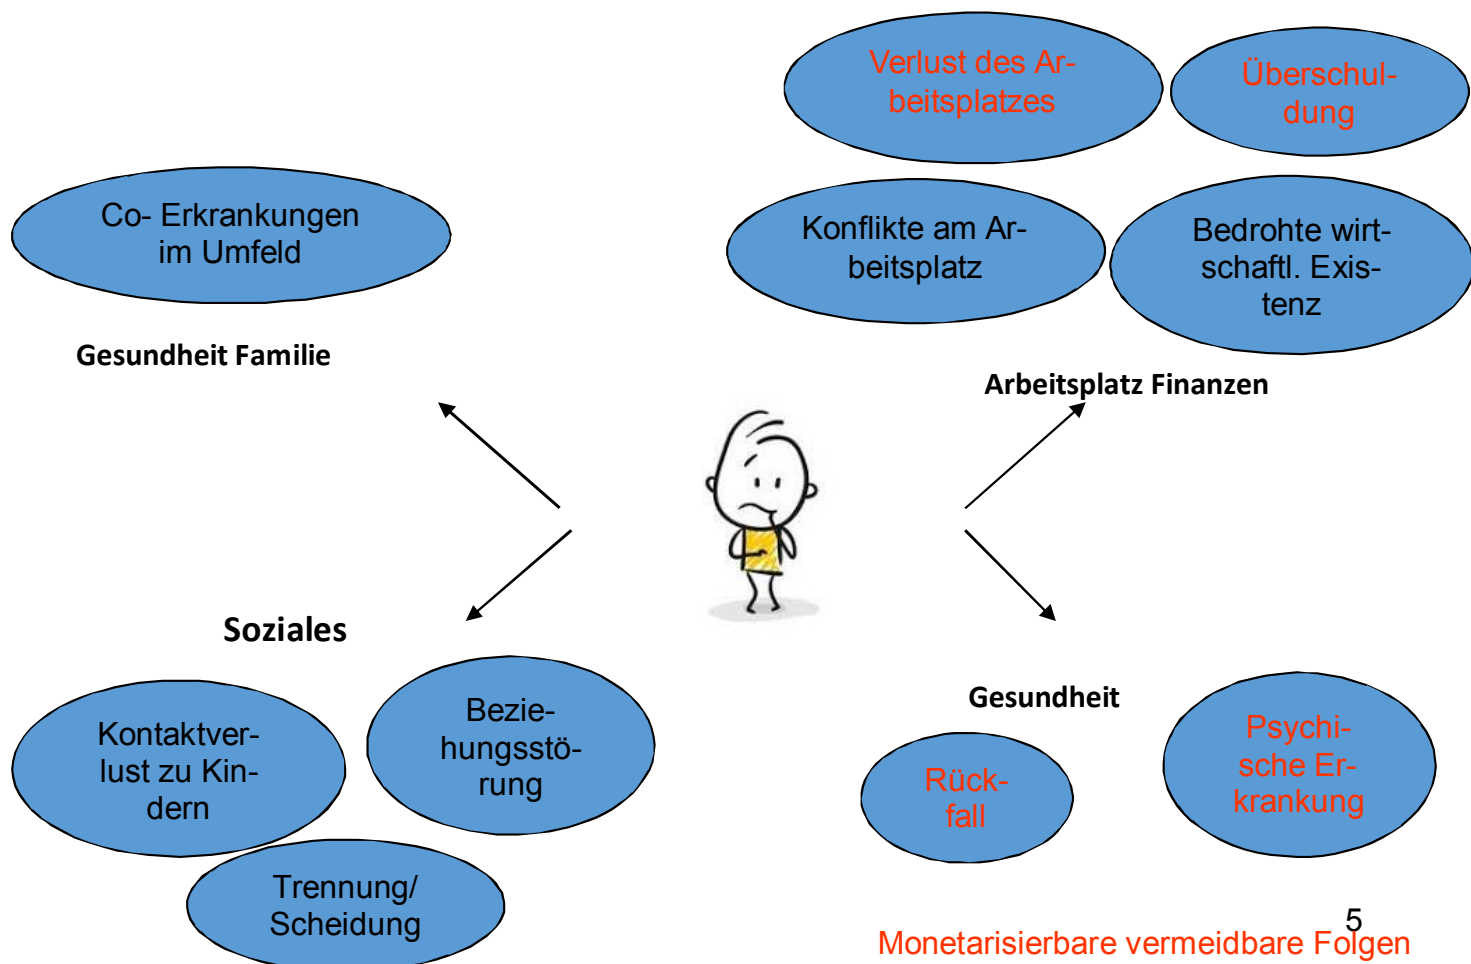 Co- Erkrankungen
im Umfeld
Gesundheit Familie
Verlust des Ar-
beitsplatzes
Überschul-
dung
Konflikte am Ar-
beitsplatz
Bedrohte wirt-
schaftl. Exis-
tenz
Arbeitsplatz Finanzen
Soziales
Kontaktver-
lust zu Kin-
dern
Bezie-
hungsstö-
rung
Trennung/
Scheidung
Gesundheit
Rück-
fall
Psychi-
sche Er-
krankung
5
Monetarisierbare vermeidbare Folgen